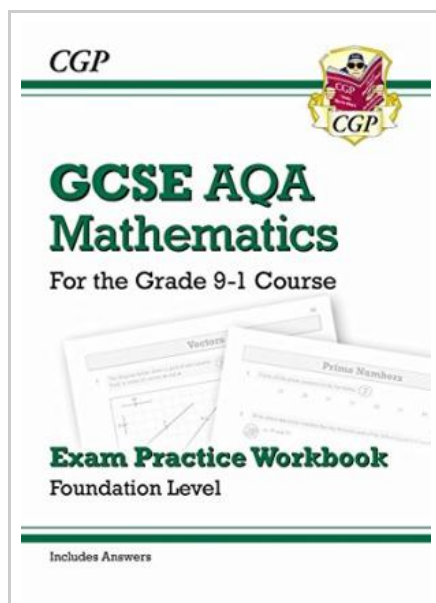 CGP
CGP
CGP
GCSE AQA
Mathematics
For the Grade 9-1 Course
Vectors
Prime Numbers
Exam Practice Workbook
Foundation Level
Includes Answers